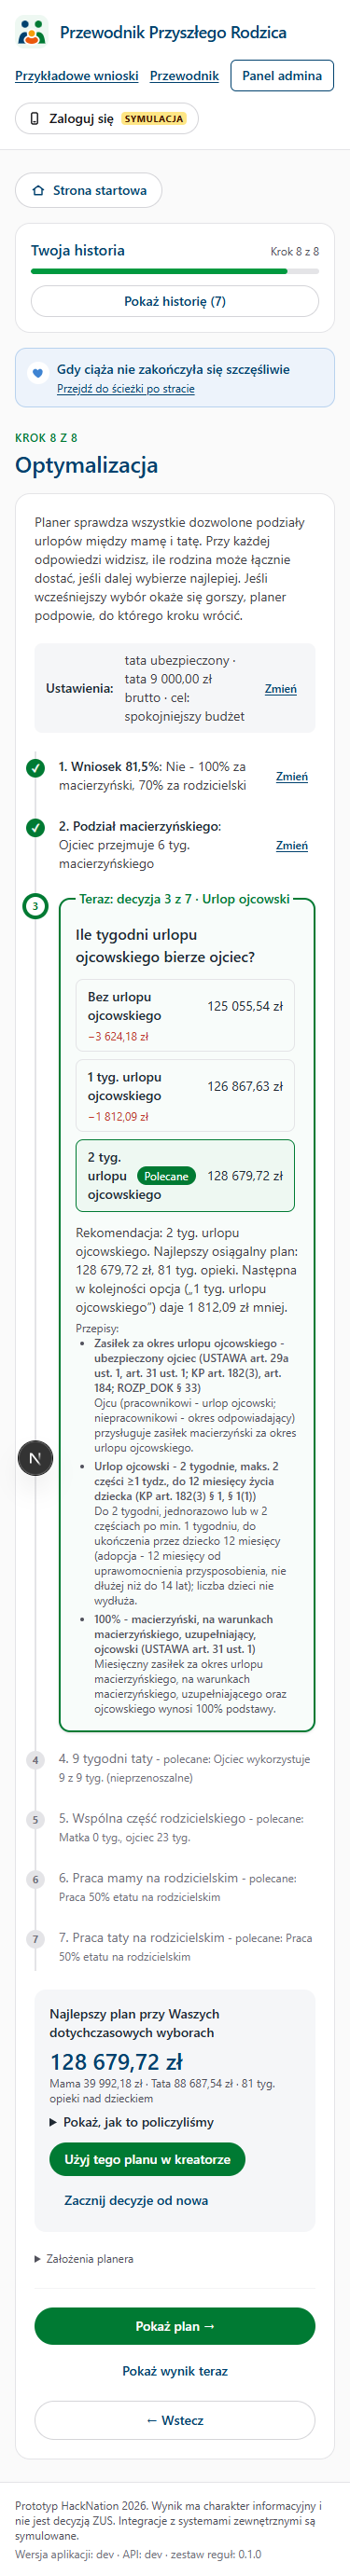 Przewodnik Przyszłego Rodzica
Przykładowe wnioski Przewodnik Panel admina
Zaloguj się SYMULACJA
Strona startowa
Twoja historia Krok 8 z 8
Pokaż historię (7)
Gdy ciąża nie zakończyła się szczęśliwie
Przejdź do ścieżki po stracie
KROK 8 Z 8
Optymalizacja
Planer sprawdza wszystkie dozwolone podziały
urlopów między mamę i tatę. Przy każdej
odpowiedzi widzisz, ile rodzina może łącznie
dostać, jeśli dalej wybierze najlepiej. Jeśli
wcześniejszy wybór okaże się gorszy, planer
podpowie, do którego kroku wrócić.
Ustawienia:
tata ubezpieczony ·
tata 9 000,00 zł
brutto · cel:
spokojniejszy budżet
Zmień
1. Wniosek 81,5%: Nie - 100% za
macierzyński, 70% za rodzicielski
Zmień
2. Podział macierzyńskiego:
Ojciec przejmuje 6 tyg.
macierzyńskiego
Zmień
3
Teraz: decyzja 3 z 7 · Urlop ojcowski
Ile tygodni urlopu
ojcowskiego bierze ojciec?
Bez urlopu
ojcowskiego
−3 624,18 zł
125 055,54 zł
1 tyg. urlopu
ojcowskiego
−1 812,09 zł
126 867,63 zł
2 tyg.
urlopu
ojcowskiego
Polecane
128 679,72 zł
Rekomendacja: 2 tyg. urlopu
ojcowskiego. Najlepszy osiągalny plan:
128 679,72 zł, 81 tyg. opieki. Następna
w kolejności opcja („1 tyg. urlopu
ojcowskiego”) daje 1 812,09 zł mniej.
Przepisy:
• Zasiłek za okres urlopu ojcowskiego -
ubezpieczony ojciec (USTAWA art. 29a
ust. 1, art. 31 ust. 1; KP art. 182(3), art.
184; ROZP_DOK § 33)
Ojcu (pracownikowi - urlop ojcowski;
niepracownikowi - okres odpowiadający)
przysługuje zasiłek macierzyński za okres
urlopu ojcowskiego.
• Urlop ojcowski - 2 tygodnie, maks. 2
części ≥1 tydz., do 12 miesięcy życia
dziecka (KP art. 182(3) § 1, § 1(1))
Do 2 tygodni, jednorazowo lub w 2
częściach po min. 1 tygodniu, do
ukończenia przez dziecko 12 miesięcy
(adopcja - 12 miesięcy od
uprawomocnienia przysposobienia, nie
dłużej niż do 14 lat); liczba dzieci nie
wydłuża.
• 100% - macierzyński, na warunkach
macierzyńskiego, uzupełniający,
ojcowski (USTAWA art. 31 ust. 1)
Miesięczny zasiłek za okres urlopu
macierzyńskiego, na warunkach
macierzyńskiego, uzupełniającego oraz
ojcowskiego wynosi 100% podstawy.
N
4
4. 9 tygodni taty - polecane: Ojciec wykorzystuje
9 z 9 tyg. (nieprzenoszalne)
5
5. Wspólna część rodzicielskiego - polecane:
Matka 0 tyg., ojciec 23 tyg.
6
6. Praca mamy na rodzicielskim - polecane:
Praca 50% etatu na rodzicielskim
7
7. Praca taty na rodzicielskim - polecane: Praca
50% etatu na rodzicielskim
Najlepszy plan przy Waszych
dotychczasowych wyborach
128 679,72 zł
Mama 39 992,18 zł · Tata 88 687,54 zł · 81 tyg.
opieki nad dzieckiem
Pokaż, jak to policzyliśmy
Użyj tego planu w kreatorze
Zacznij decyzje od nowa
Założenia planera
Pokaż plan →
Pokaż wynik teraz
← Wstecz
Prototyp HackNation 2026. Wynik ma charakter informacyjny i
nie jest decyzją ZUS. Integracje z systemami zewnętrznymi są
symulowane.
Wersja aplikacji: dev · API: dev · zestaw reguł: 0.1.0